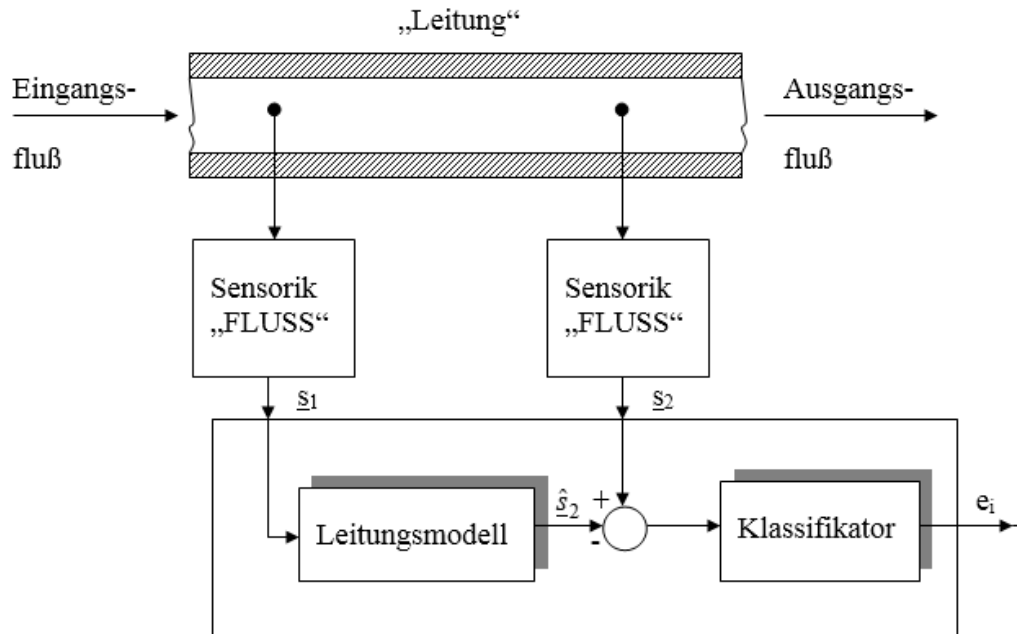 „Leitung“
Eingangs-
fluß
Ausgangs-
fluß
Sensorik
„FLUSS“
Sensorik
„FLUSS“
s1
s2
Leitungsmodell
ŝ2
+
-
Klassifikator
ei